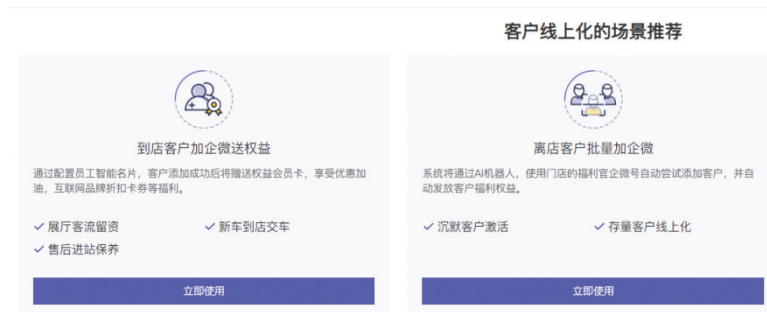 客户线上化的场景推荐
到店客户加企微送权益
通过配置员工智能名片，客户添加成功后将赠送权益会员卡，享受优惠加
油，互联网品牌折扣卡券等福利。
展厅客流留资
新车到店交车
售后进站保养
立即使用
离店客户批量加企微
系统将通过AI机器人，使用门店的福利官企微号自动尝试添加客户，并自
动发放客户福利权益。
沉默客户激活
存量客户线上化
立即使用